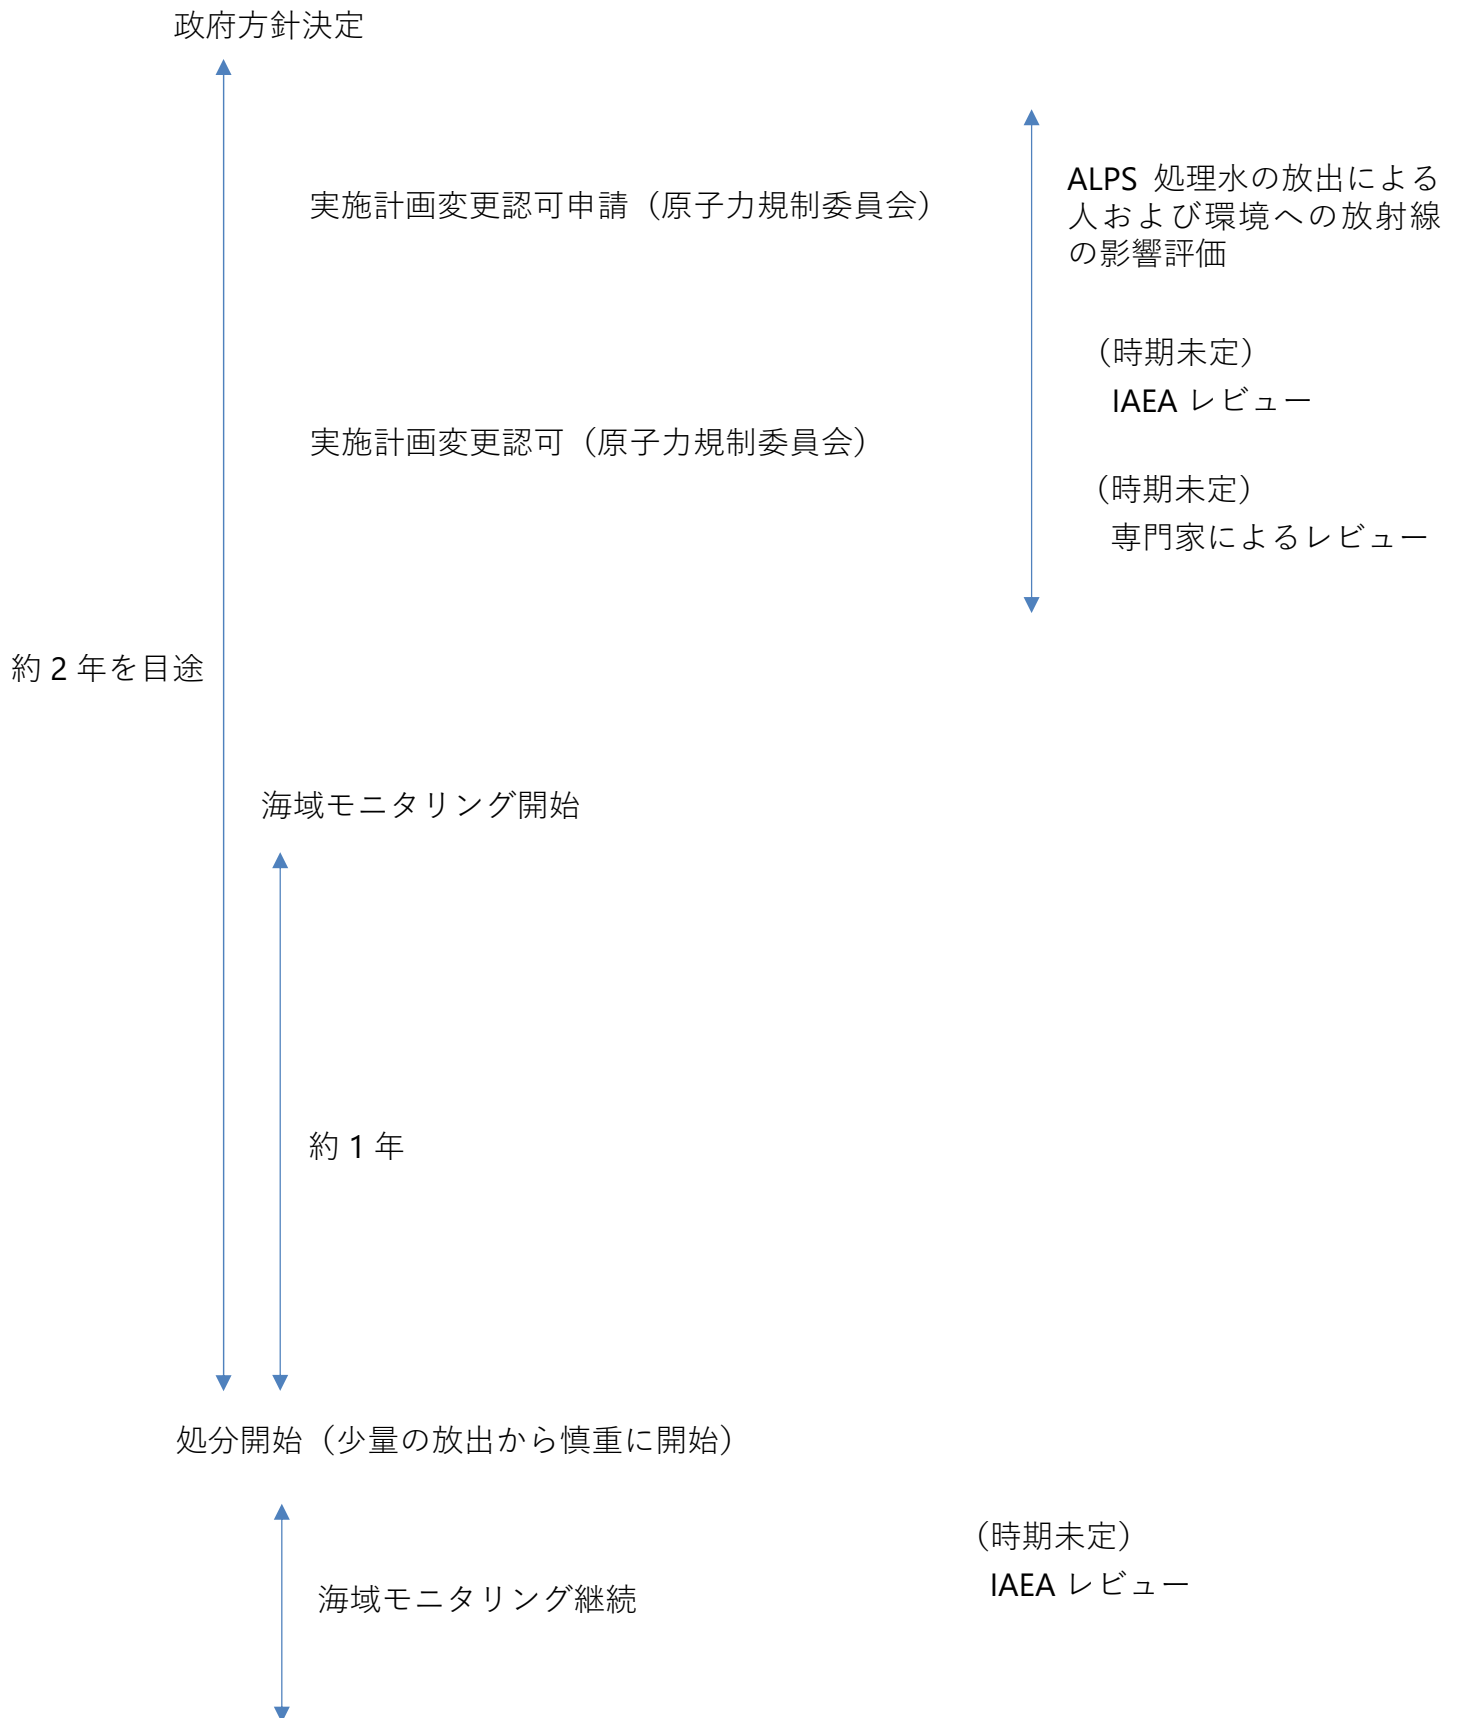 政府方針決定
実施計画変更認可申請（原子力規制委員会）
ALPS 処理水の放出による
人および環境への放射線
の影響評価
（時期未定）
IAEA レビュー
実施計画変更認可（原子力規制委員会）
（時期未定）
専門家によるレビュー
約 2 年を目途
海域モニタリング開始
約 1 年
処分開始（少量の放出から慎重に開始）
（時期未定）
IAEA レビュー
海域モニタリング継続